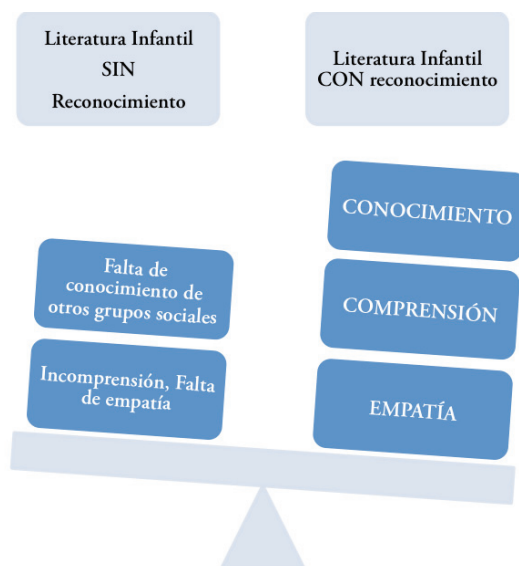 Literatura Infantil
SIN
Reconocimiento
Literatura Infantil
CON reconocimiento
Falta de
conocimiento de
otros grupos sociales
Incomprensión, Falta
de empatía
CONOCIMIENTO
COMPRENSIÓN
EMPATÍA